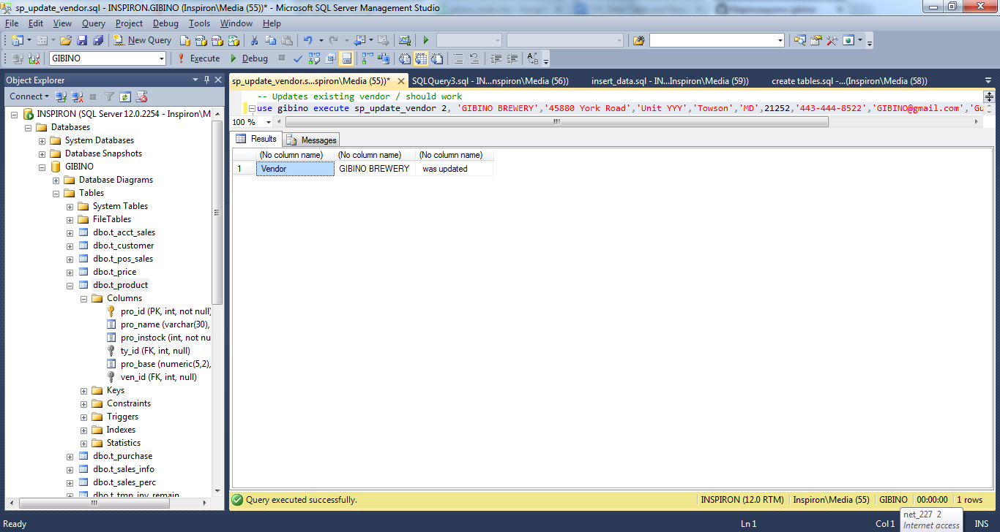 sp_update_vendor.sql - INSPIRON.GIBINO (Inspiron\Media (55))* - Microsoft SQL Server Management Studio
File Edit View Query Project Debug Tools Window Help
New Query
GIBINO Execute Debug
Object Explorer
Connect
INSPIRON (SQL Server 12.0.2254 - Inspiron\M
Databases
System Databases
Database Snapshots
GIBINO
Database Diagrams
Tables
System Tables
FileTables
dbo.t_acct_sales
dbo.t_customer
dbo.t_pos_sales
dbo.t_price
dbo.t_product
Columns
pro_id (PK, int, not null)
pro_name (varchar(30),
pro_instock (int, not nu
ty_id (FK, int, null)
pro_base (numeric(5,2),
ven_id (FK, int, null)
Keys
Constraints
Triggers
Indexes
Statistics
dbo.t_purchase
dbo.t_sales_info
dbo.t_sales_perc
dbo.t_tmp_inv_remain
sp_update_vendor.s...spiron\Media (55))* SQLQuery3.sql - IN...nspiron\Media (56)) insert_data.sql - IN...Inspiron\Media (59)) create tables.sql -...(Inspiron\Media (58))
-- Updates existing vendor / should work
use gibino execute sp_update_vendor 2, 'GIBINO BREWERY','45880 York Road','Unit YYY','Towson','MD',21252,'443-444-8522','GIBINO@gmail.com','Gu
100 %
Results Messages
(No column name) (No column name) (No column name)
1 Vendor GIBINO BREWERY was updated
Query executed successfully. INSPIRON (12.0 RTM) Inspiron\Media (55) GIBINO 00:00:00 1 rows
Ready Ln 1 Col 1 INS
net_227 2
Internet access